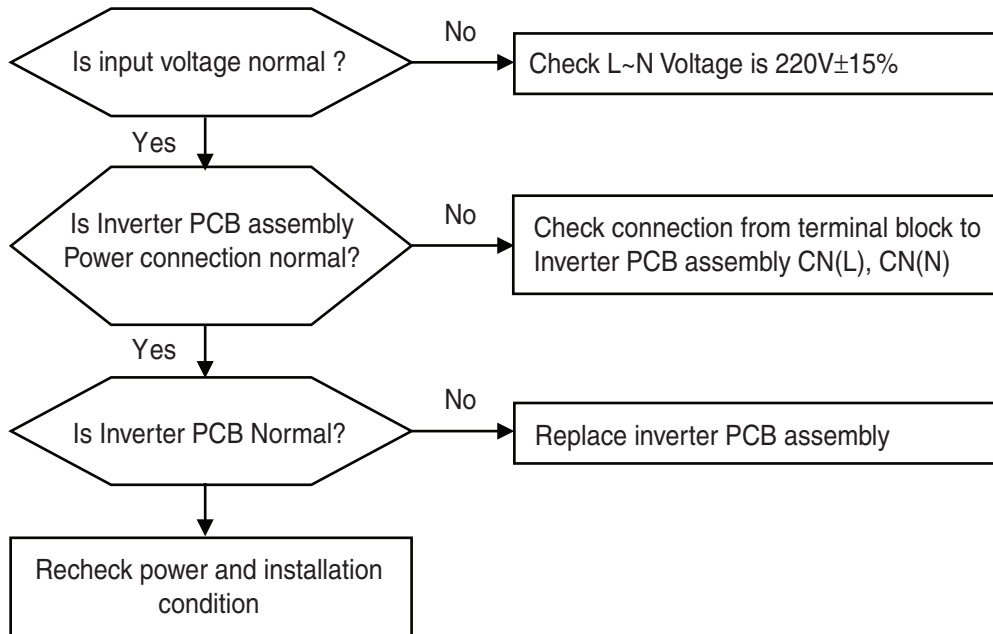 Is input voltage normal ?
No
Check L~N Voltage is 220V±15%
Yes
Is Inverter PCB assembly
Power connection normal?
No
Check connection from terminal block to
Inverter PCB assembly CN(L), CN(N)
Yes
Is Inverter PCB Normal?
No
Replace inverter PCB assembly
Recheck power and installation
condition